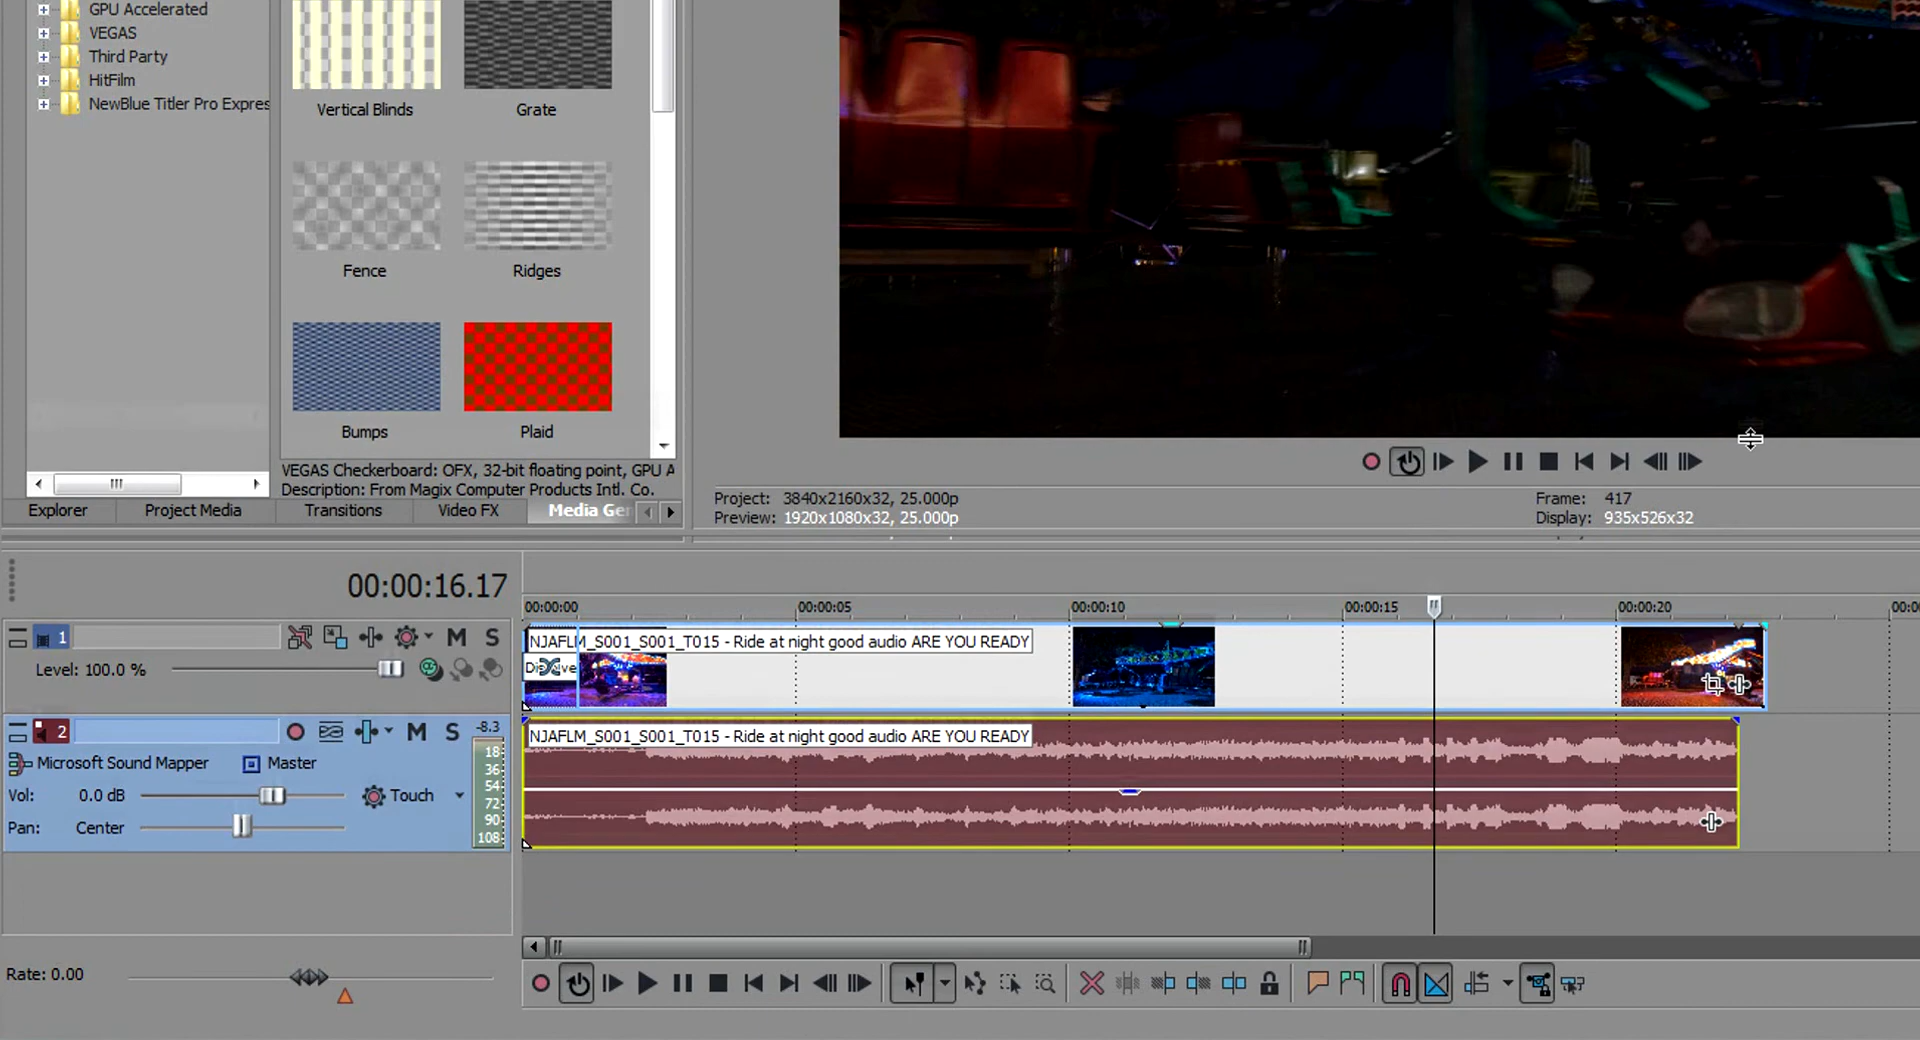 GPU Accelerated
VEGAS
Third Party
HitFilm
NewBlue Titler Pro Expres
Vertical Blinds
Grate
Fence
Ridges
Bumps
Plaid
VEGAS Checkerboard: OFX, 32-bit floating point, GPU A
Description: From Magix Computer Products Intl. Co.
Explorer
Project Media
Transitions
Video FX
Media Ge
Project: 3840x2160x32, 25.000p
Preview: 1920x1080x32, 25.000p
Frame: 417
Display: 935x526x32
00:00:16.17
00:00:00
00:00:05
00:00:10
00:00:15
00:00:20
00:00
1
M S
Level: 100.0 %
NJAFLM_S001_S001_T015 - Ride at night good audio ARE YOU READY
2
M S
-8.3
18
36
54
72
90
108
Microsoft Sound Mapper
Master
Vol: 0.0 dB
Touch
Pan: Center
NJAFLM_S001_S001_T015 - Ride at night good audio ARE YOU READY
Rate: 0.00